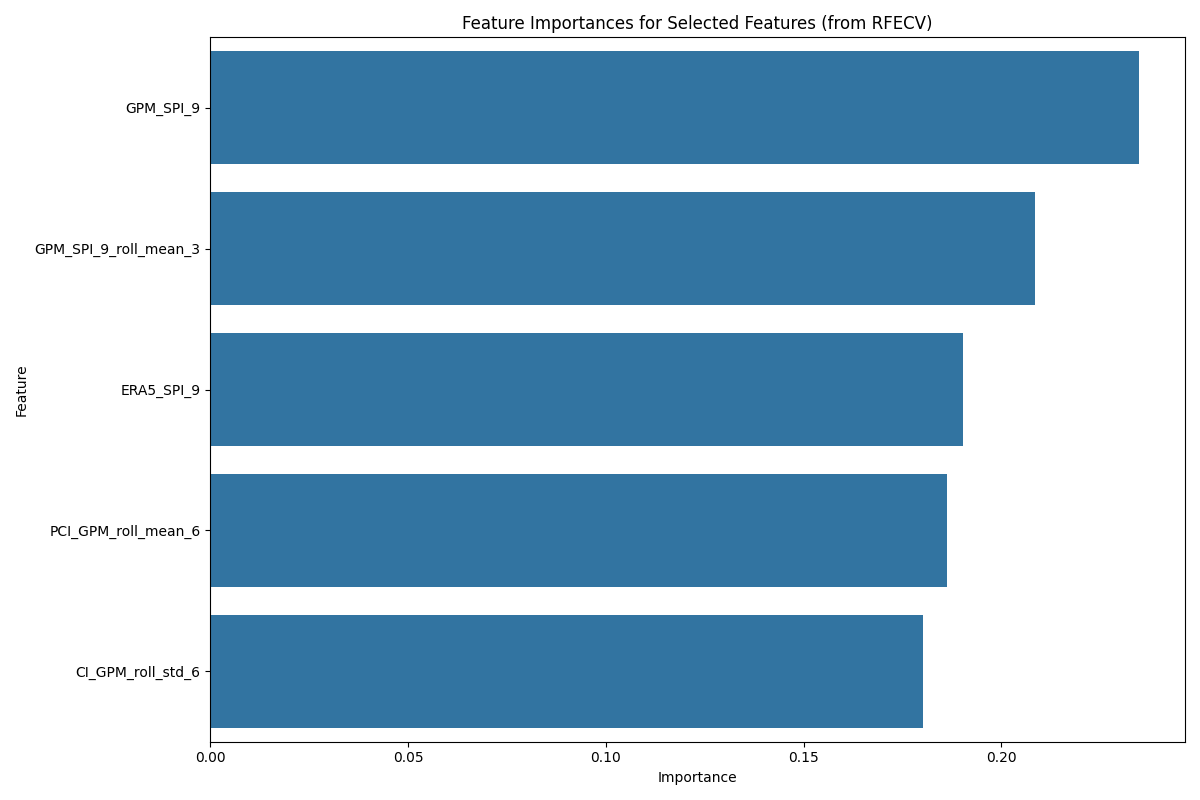 Feature Importances for Selected Features (from RFECV)
GPM_SPI_9
GPM_SPI_9_roll_mean_3
ERA5_SPI_9
PCI_GPM_roll_mean_6
CI_GPM_roll_std_6
Feature
0.00 0.05 0.10 0.15 0.20
Importance